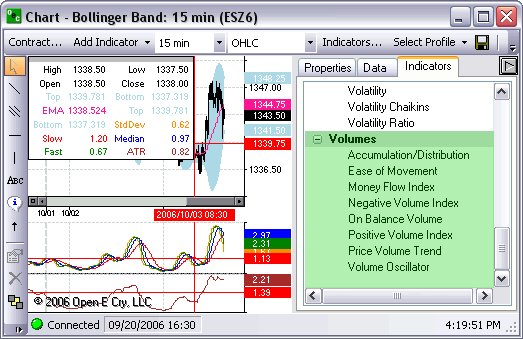 Chart - Bollinger Band: 15 min (ESZ6)
Contract... Add Indicator 15 min OHLC Indicators... Select Profile
Properties Data Indicators
High 1338.50 Low 1337.50
Open 1338.50 Close 1338.00
Top 1339.781 Bottom 1337.319
EMA 1338.524 Top 1339.781
Bottom 1337.319 StdDev 0.62
Slow 1.20 Median 0.97
Fast 0.67 ATR 0.82
1348.25
1347.00
1344.75
1343.50
1341.50
1339.75
1336.50
10/01 10/02 2006/10/03 08:30
2.97
2.31
1.13
2.21
1.39
© 2006 Open-E Cry, LLC
ABC
Volatility
Volatility Chaikins
Volatility Ratio
Volumes
Accumulation/Distribution
Ease of Movement
Money Flow Index
Negative Volume Index
On Balance Volume
Positive Volume Index
Price Volume Trend
Volume Oscillator
Connected 09/20/2006 16:30 4:19:51 PM